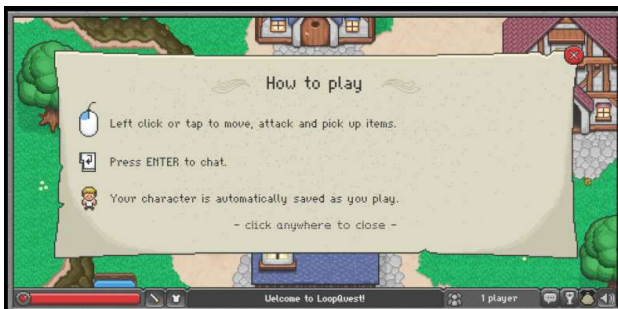 How to play
Left click or tap to move, attack and pick up items.
Press ENTER to chat.
Your character is automatically saved as you play.
- click anywhere to close -
Welcome to LoopQuest!
1 player